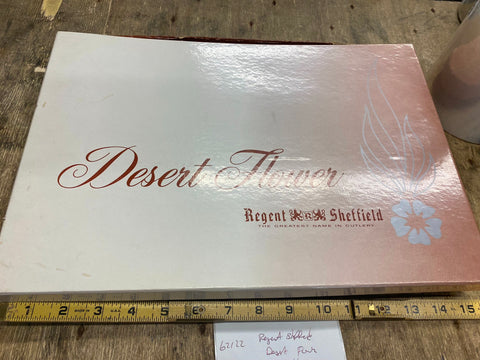 Desert Flower
Regent Sheffield
THE GREATEST NAME IN CUTLERY
1 2 3 4 5 6 7 8 9 10 11 12 13 14 15
U.S.A.
62122 Regent Sheffield
Desert